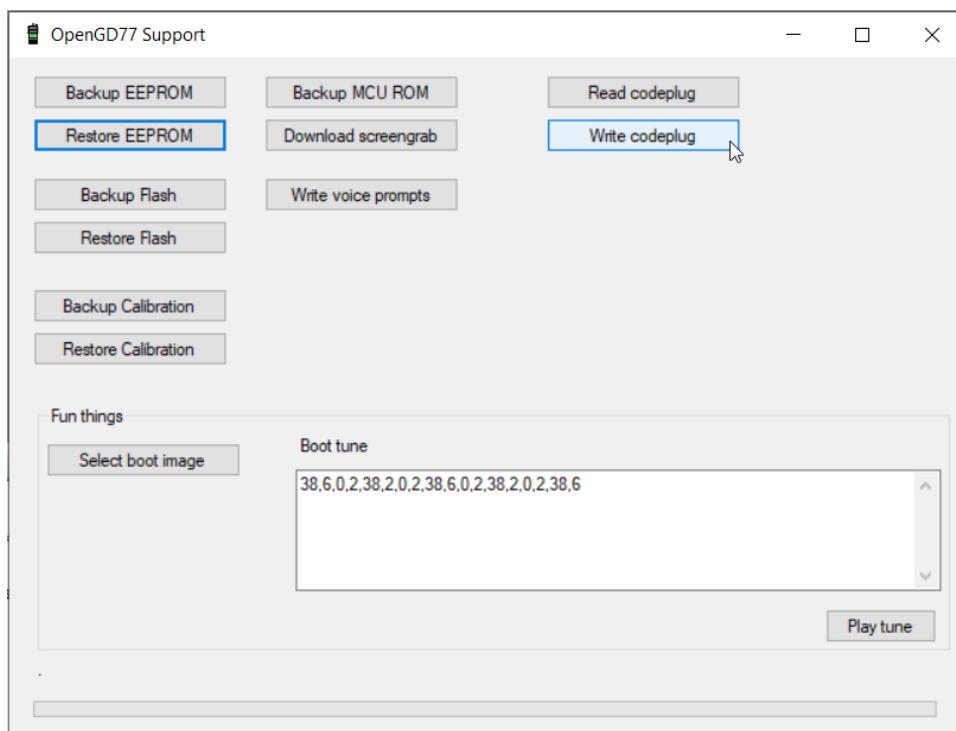 OpenGD77 Support
Backup EEPROM
Backup MCU ROM
Read codeplug
Restore EEPROM
Download screengrab
Write codeplug
Backup Flash
Write voice prompts
Restore Flash
Backup Calibration
Restore Calibration
Fun things
Select boot image
Boot tune
38,6,0,2,38,2,0,2,38,6,0,2,38,2,0,2,38,6
Play tune
.